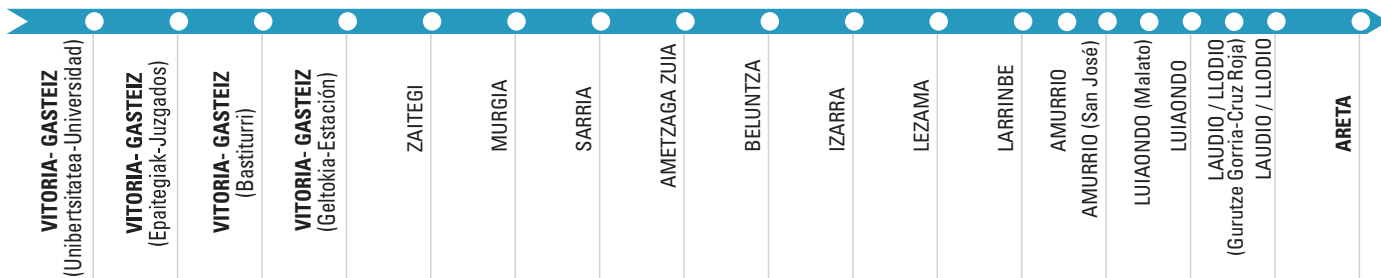 VITORIA- GASTEIZ
(Unibertsitatea-Universidad)
VITORIA- GASTEIZ
(Epaitegiak-Juzgados)
VITORIA- GASTEIZ
(Bastiturri)
VITORIA- GASTEIZ
(Geltokia-Estación)
ZAITEGI
MURGIA
SARRIA
AMETZAGA ZUIA
BELUNTZA
IZARRA
LEZAMA
LARRINBE
AMURRIO
AMURRIO (San José)
LUIAONDO (Malato)
LUIAONDO
LAUDIO / LLODIO
(Gurutze Gorria-Cruz Roja)
LAUDIO / LLODIO
ARETA